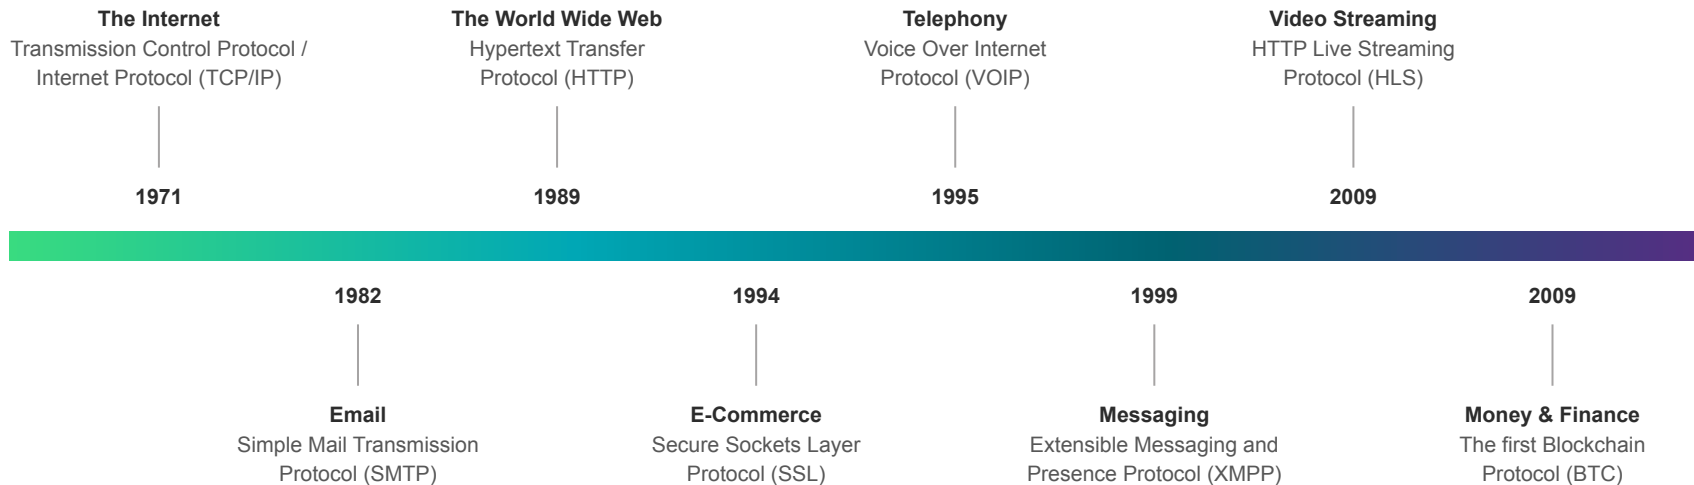 The Internet
Transmission Control Protocol /
Internet Protocol (TCP/IP)
1971
The World Wide Web
Hypertext Transfer
Protocol (HTTP)
1989
Telephony
Voice Over Internet
Protocol (VOIP)
1995
Video Streaming
HTTP Live Streaming
Protocol (HLS)
2009
1982
Email
Simple Mail Transmission
Protocol (SMTP)
1994
E-Commerce
Secure Sockets Layer
Protocol (SSL)
1999
Messaging
Extensible Messaging and
Presence Protocol (XMPP)
2009
Money & Finance
The first Blockchain
Protocol (BTC)